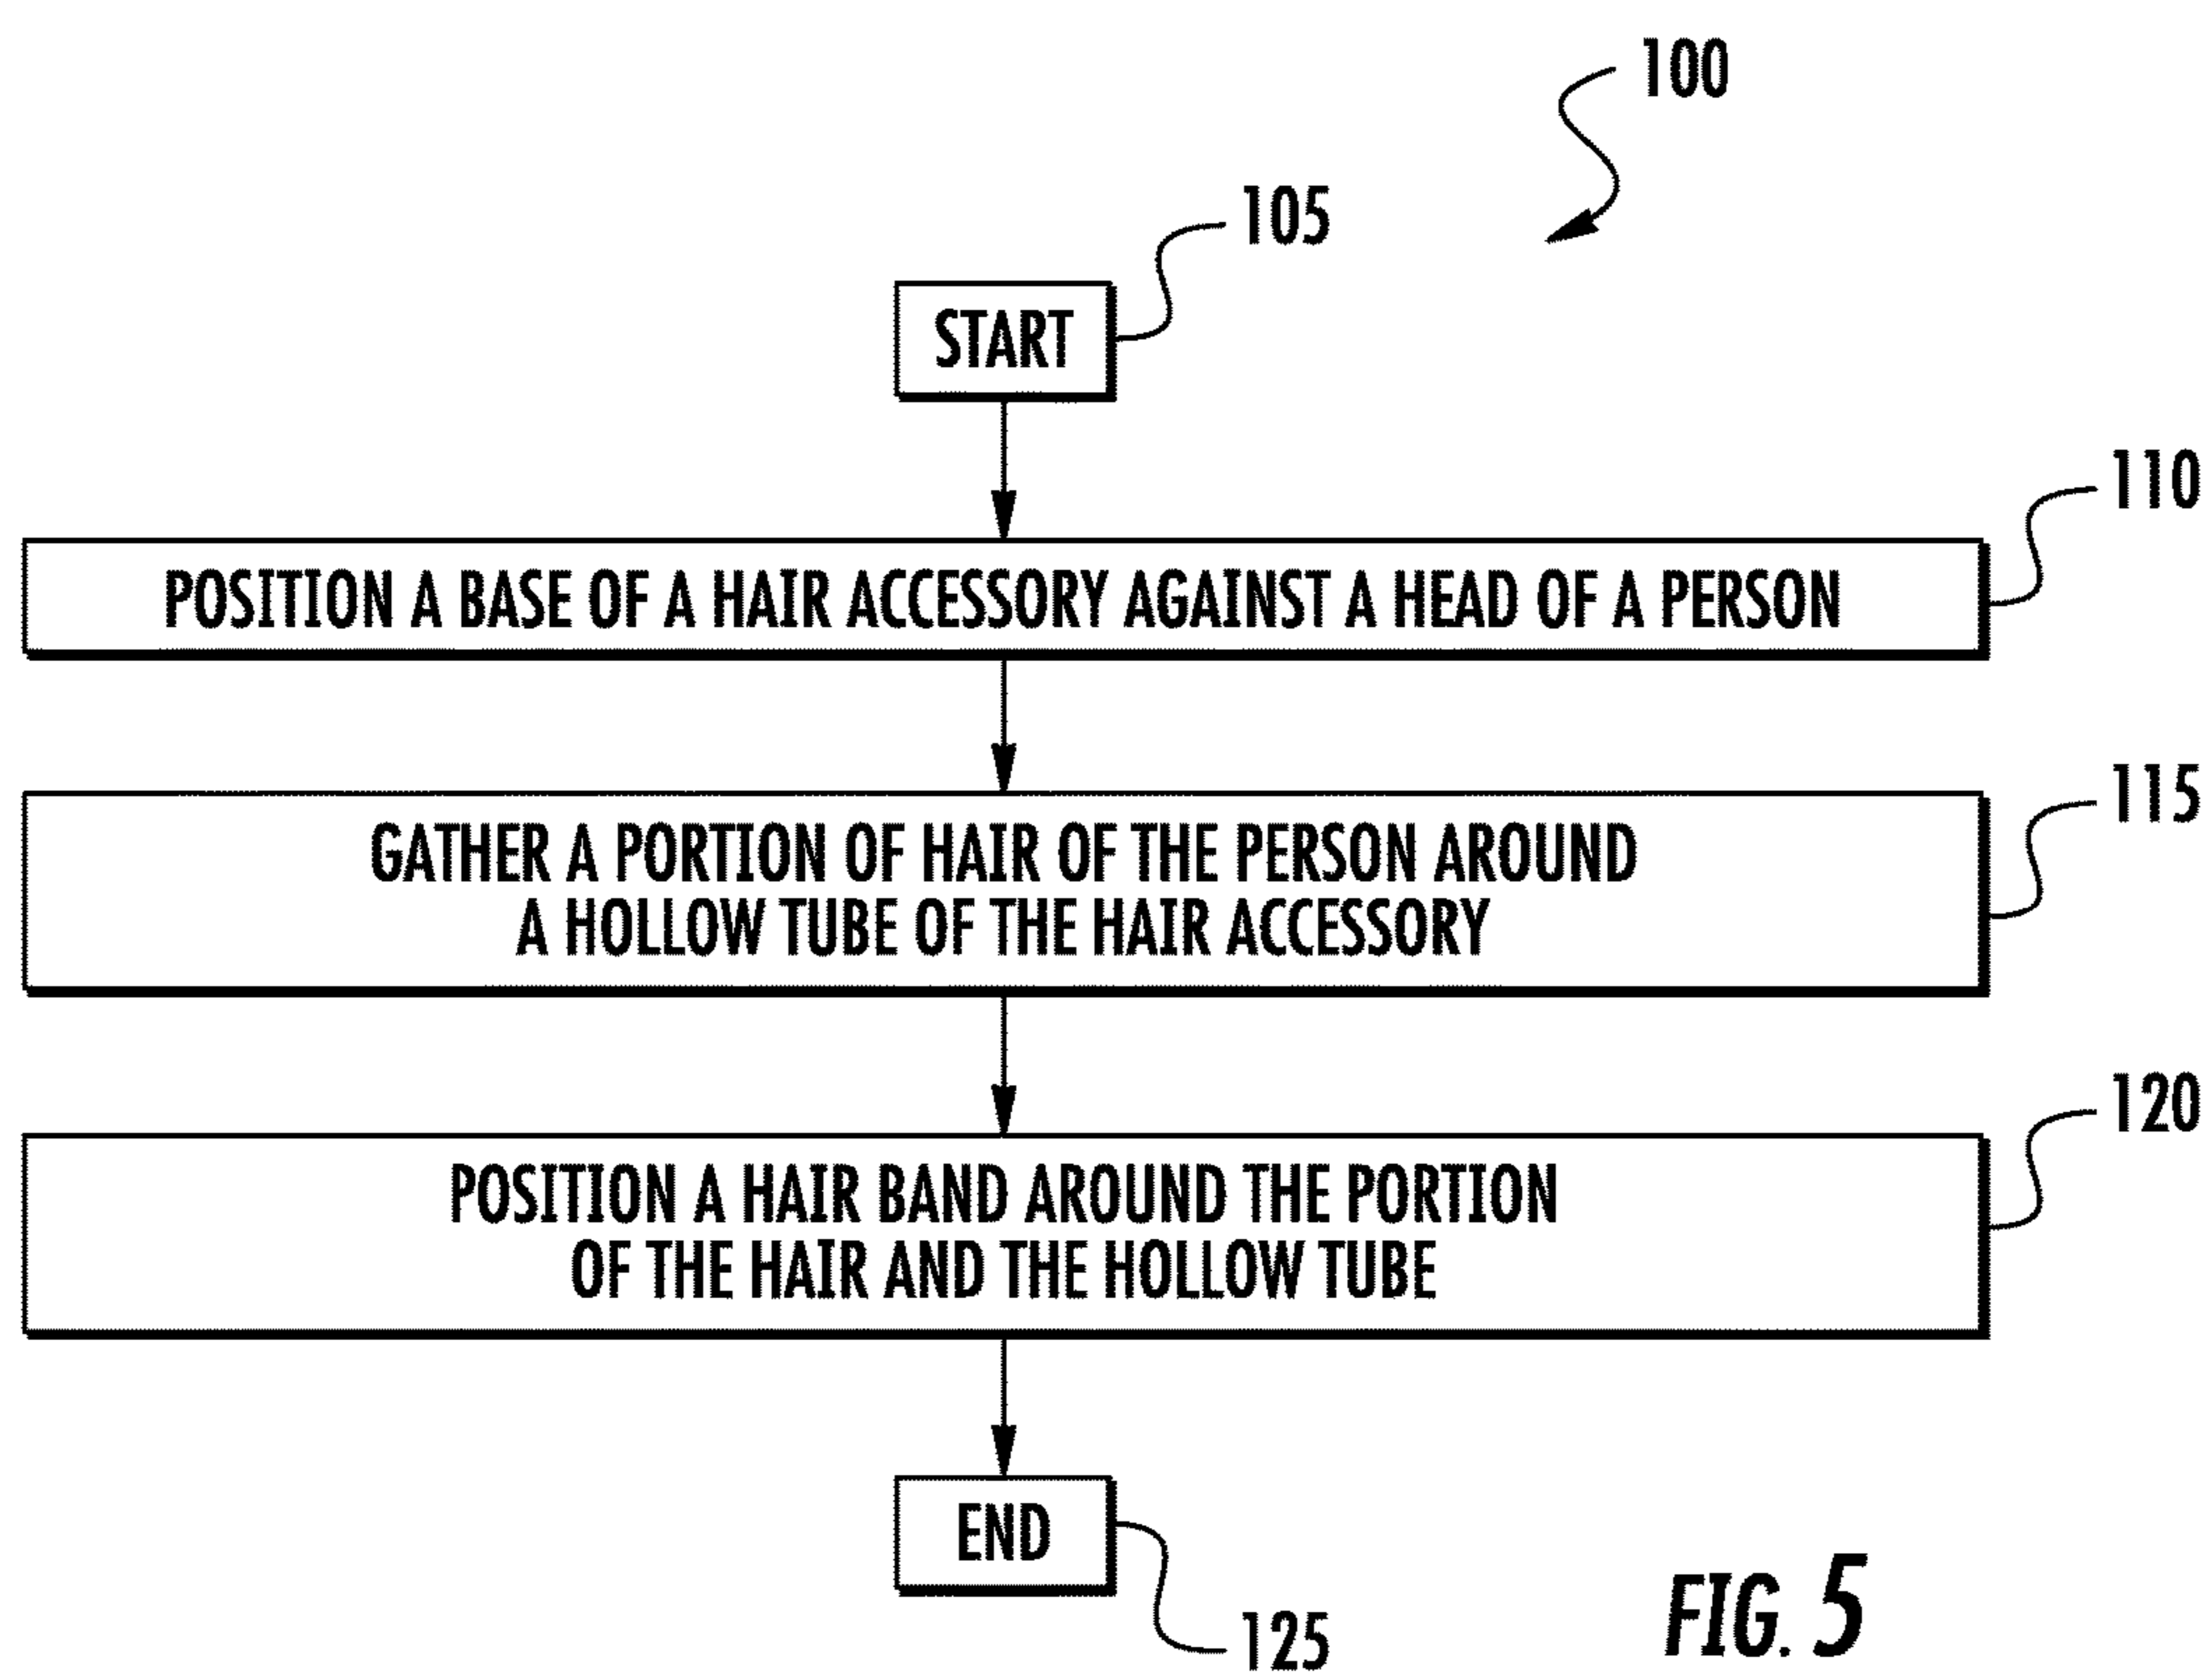 100
105
START
110
POSITION A BASE OF A HAIR ACCESSORY AGAINST A HEAD OF A PERSON
115
GATHER A PORTION OF HAIR OF THE PERSON AROUND
A HOLLOW TUBE OF THE HAIR ACCESSORY
120
POSITION A HAIR BAND AROUND THE PORTION
OF THE HAIR AND THE HOLLOW TUBE
END
125
FIG. 5